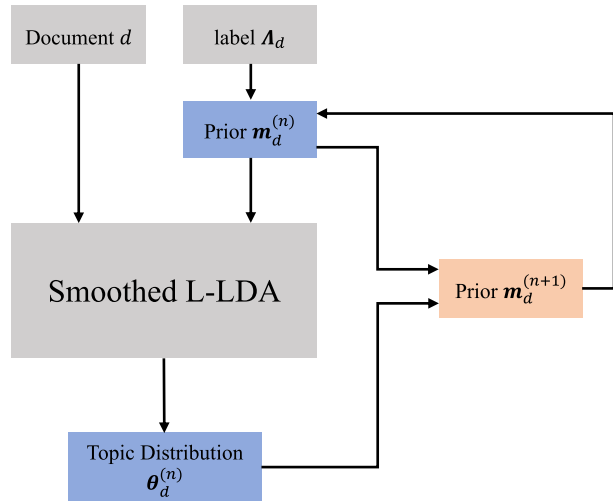 Document d
label Λ_d
Prior m_d^(n)
Smoothed L-LDA
Prior m_d^(n+1)
Topic Distribution
θ_d^(n)